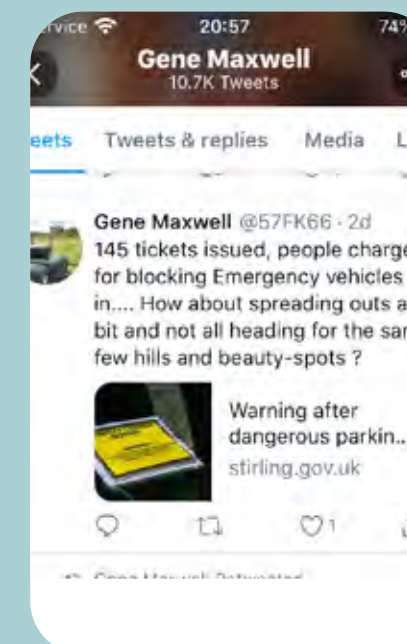 20:57
74%
Gene Maxwell
10.7K Tweets
eets Tweets & replies Media L
Gene Maxwell @57FK66 · 2d
145 tickets issued, people charge
for blocking Emergency vehicles
in.... How about spreading outs a
bit and not all heading for the sar
few hills and beauty-spots ?
Warning after
dangerous parkin...
stirling.gov.uk
1